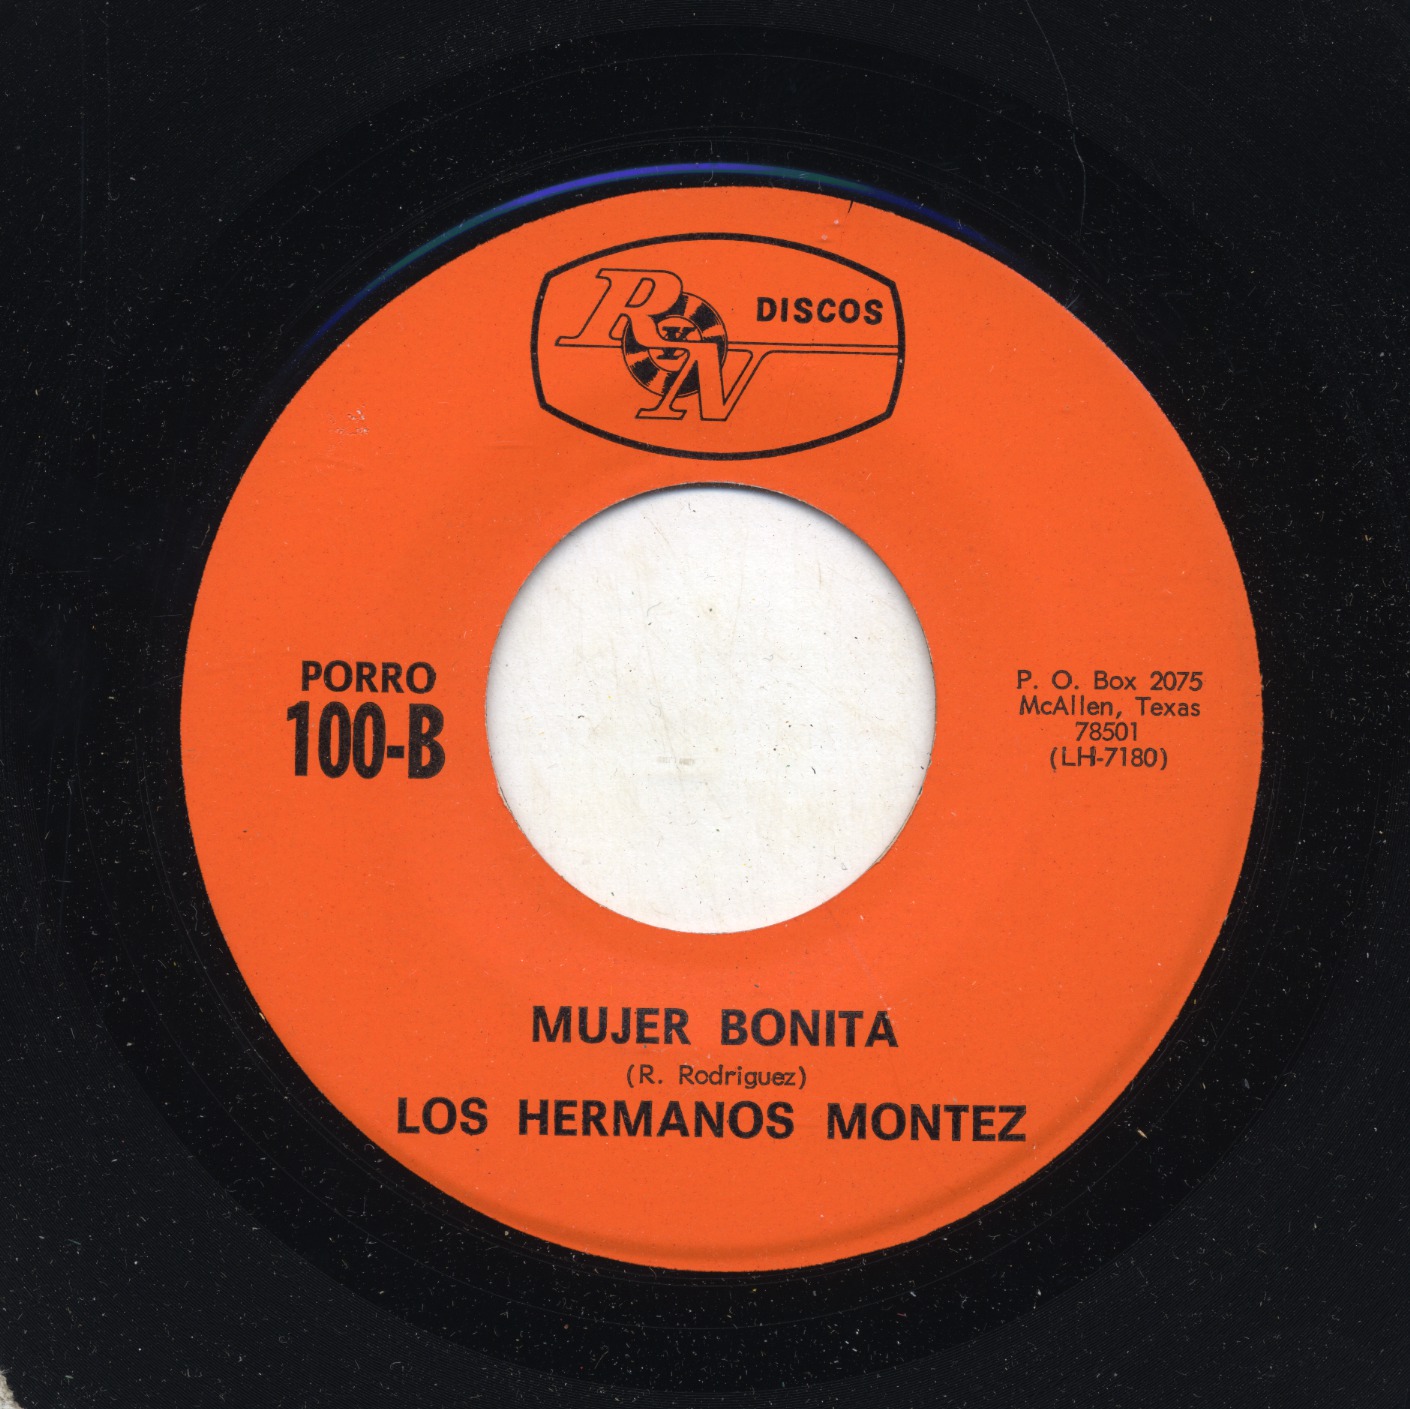 R Y N
DISCOS
PORRO
100-B
P. O. Box 2075
McAllen, Texas
78501
(LH-7180)
MUJER BONITA
(R. Rodriguez)
LOS HERMANOS MONTEZ